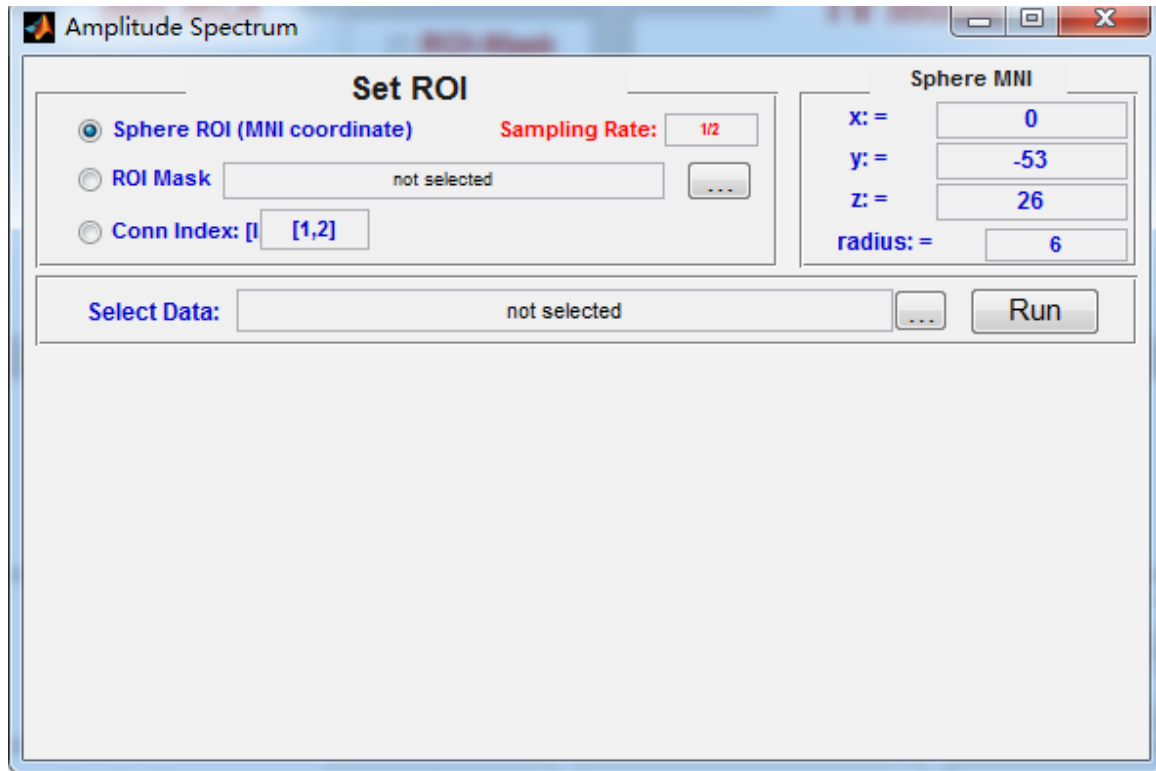 Amplitude Spectrum
Set ROI
Sphere ROI (MNI coordinate) Sampling Rate: 1/2
ROI Mask not selected ...
Conn Index: [I [1,2]
Sphere MNI
x: = 0
y: = -53
z: = 26
radius: = 6
Select Data: not selected ... Run